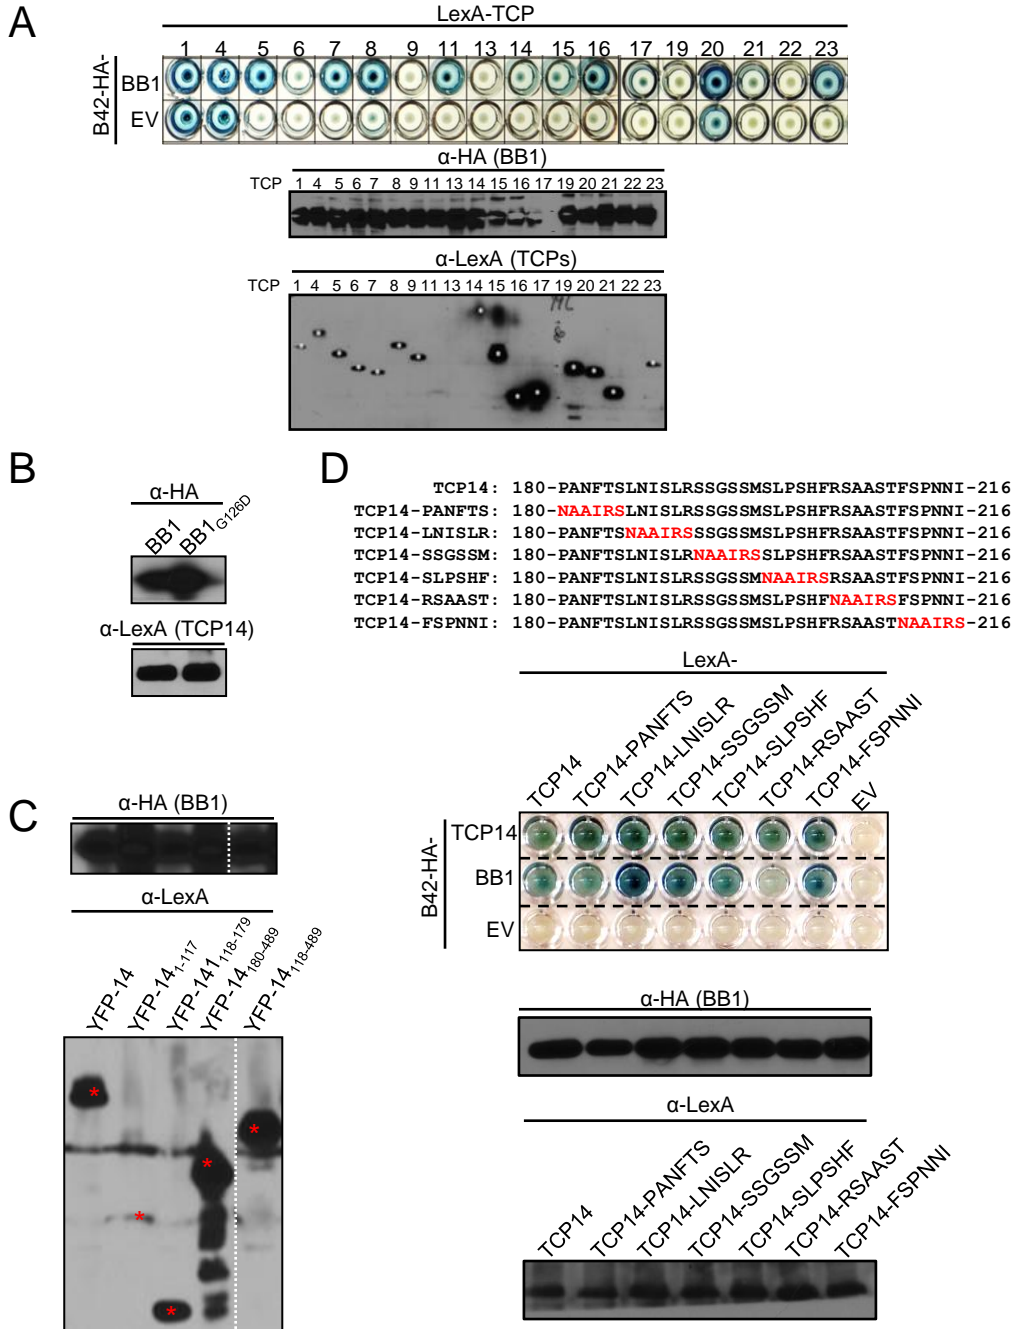 A
LexA-TCP
1 4 5 6 7 8 9 11 13 14 15 16 17 19 20 21 22 23
B42-HA-
BB1
EV
α-HA (BB1)
TCP 1 4 5 6 7 8 9 11 13 14 15 16 17 19 20 21 22 23
α-LexA (TCPs)
TCP 1 4 5 6 7 8 9 11 13 14 15 16 17 19 20 21 22 23
B
α-HA
BB1 BB1G126D
α-LexA (TCP14)
D
TCP14: 180-PANFTSLNISLRSSGSSMSLPSHFRSAASTFSPNNI-216
TCP14-PANFTS: 180-NAAIRSLNISLRSSGSSMSLPSHFRSAASTFSPNNI-216
TCP14-LNISLR: 180-PANFTSNAAIRSSSGSSMSLPSHFRSAASTFSPNNI-216
TCP14-SSGSSM: 180-PANFTSLNISLRNAAIRSSLPSHFRSAASTFSPNNI-216
TCP14-SLPSHF: 180-PANFTSLNISLRSSGSSMNAAIRSRSAASTFSPNNI-216
TCP14-RSAAST: 180-PANFTSLNISLRSSGSSMSLPSHFNAAIRSFSPNNI-216
TCP14-FSPNNI: 180-PANFTSLNISLRSSGSSMSLPSHFRSAASTNAAIRS-216
LexA-
TCP14 TCP14-PANFTS TCP14-LNISLR TCP14-SSGSSM TCP14-SLPSHF TCP14-RSAAST TCP14-FSPNNI EV
B42-HA-
TCP14
BB1
EV
α-HA (BB1)
α-LexA
TCP14 TCP14-PANFTS TCP14-LNISLR TCP14-SSGSSM TCP14-SLPSHF TCP14-RSAAST TCP14-FSPNNI
C
α-HA (BB1)
α-LexA
YFP-14 YFP-141-117 YFP-141118-179 YFP-14180-489 YFP-14118-489